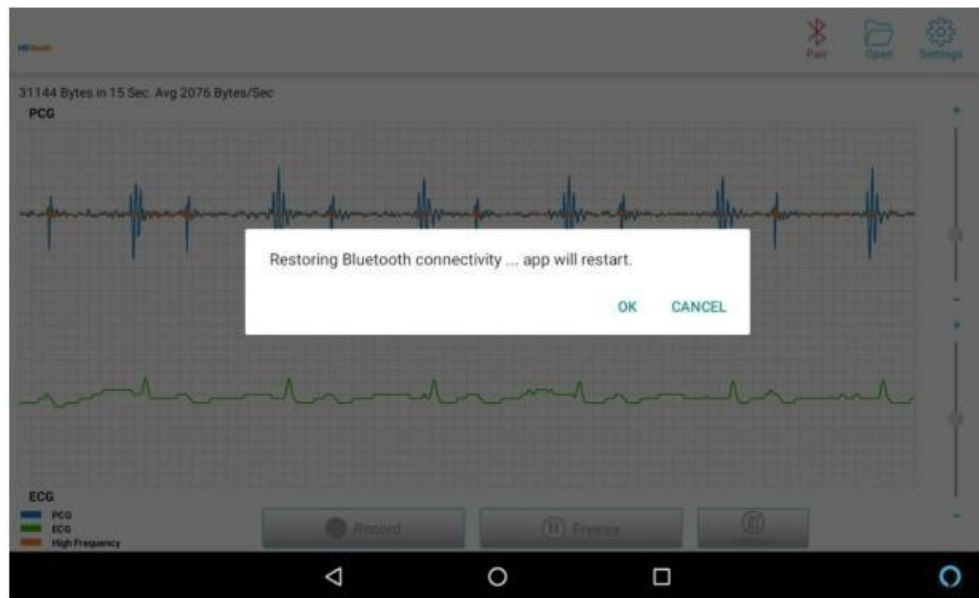 Pair
Open
Settings
31144 Bytes in 15 Sec. Avg 2076 Bytes/Sec
PCG
Restoring Bluetooth connectivity ... app will restart.
OK CANCEL
ECG
PCG
ECG
High Frequency
Record
Freeze